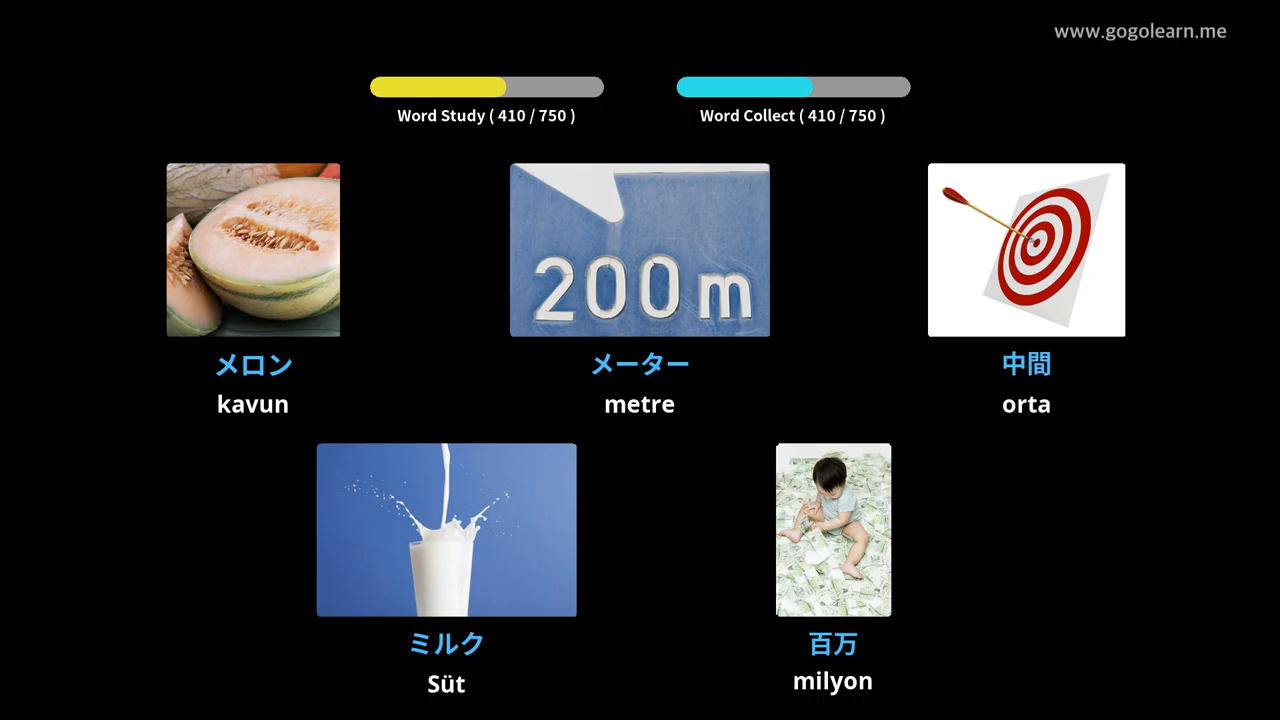 www.gogolearn.me
Word Study ( 410 / 750 )
Word Collect ( 410 / 750 )
200 m
メロン
kavun
メーター
metre
中間
orta
ミルク
Süt
百万
milyon